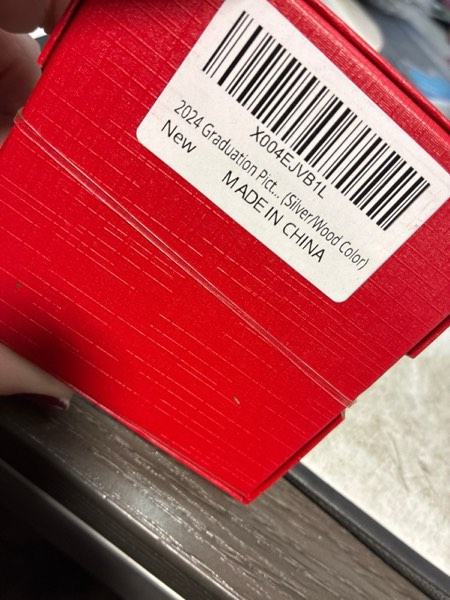 X004EJVB1L
2024 Graduation Pict... (Silver/Wood Color)
New
MADE IN CHINA